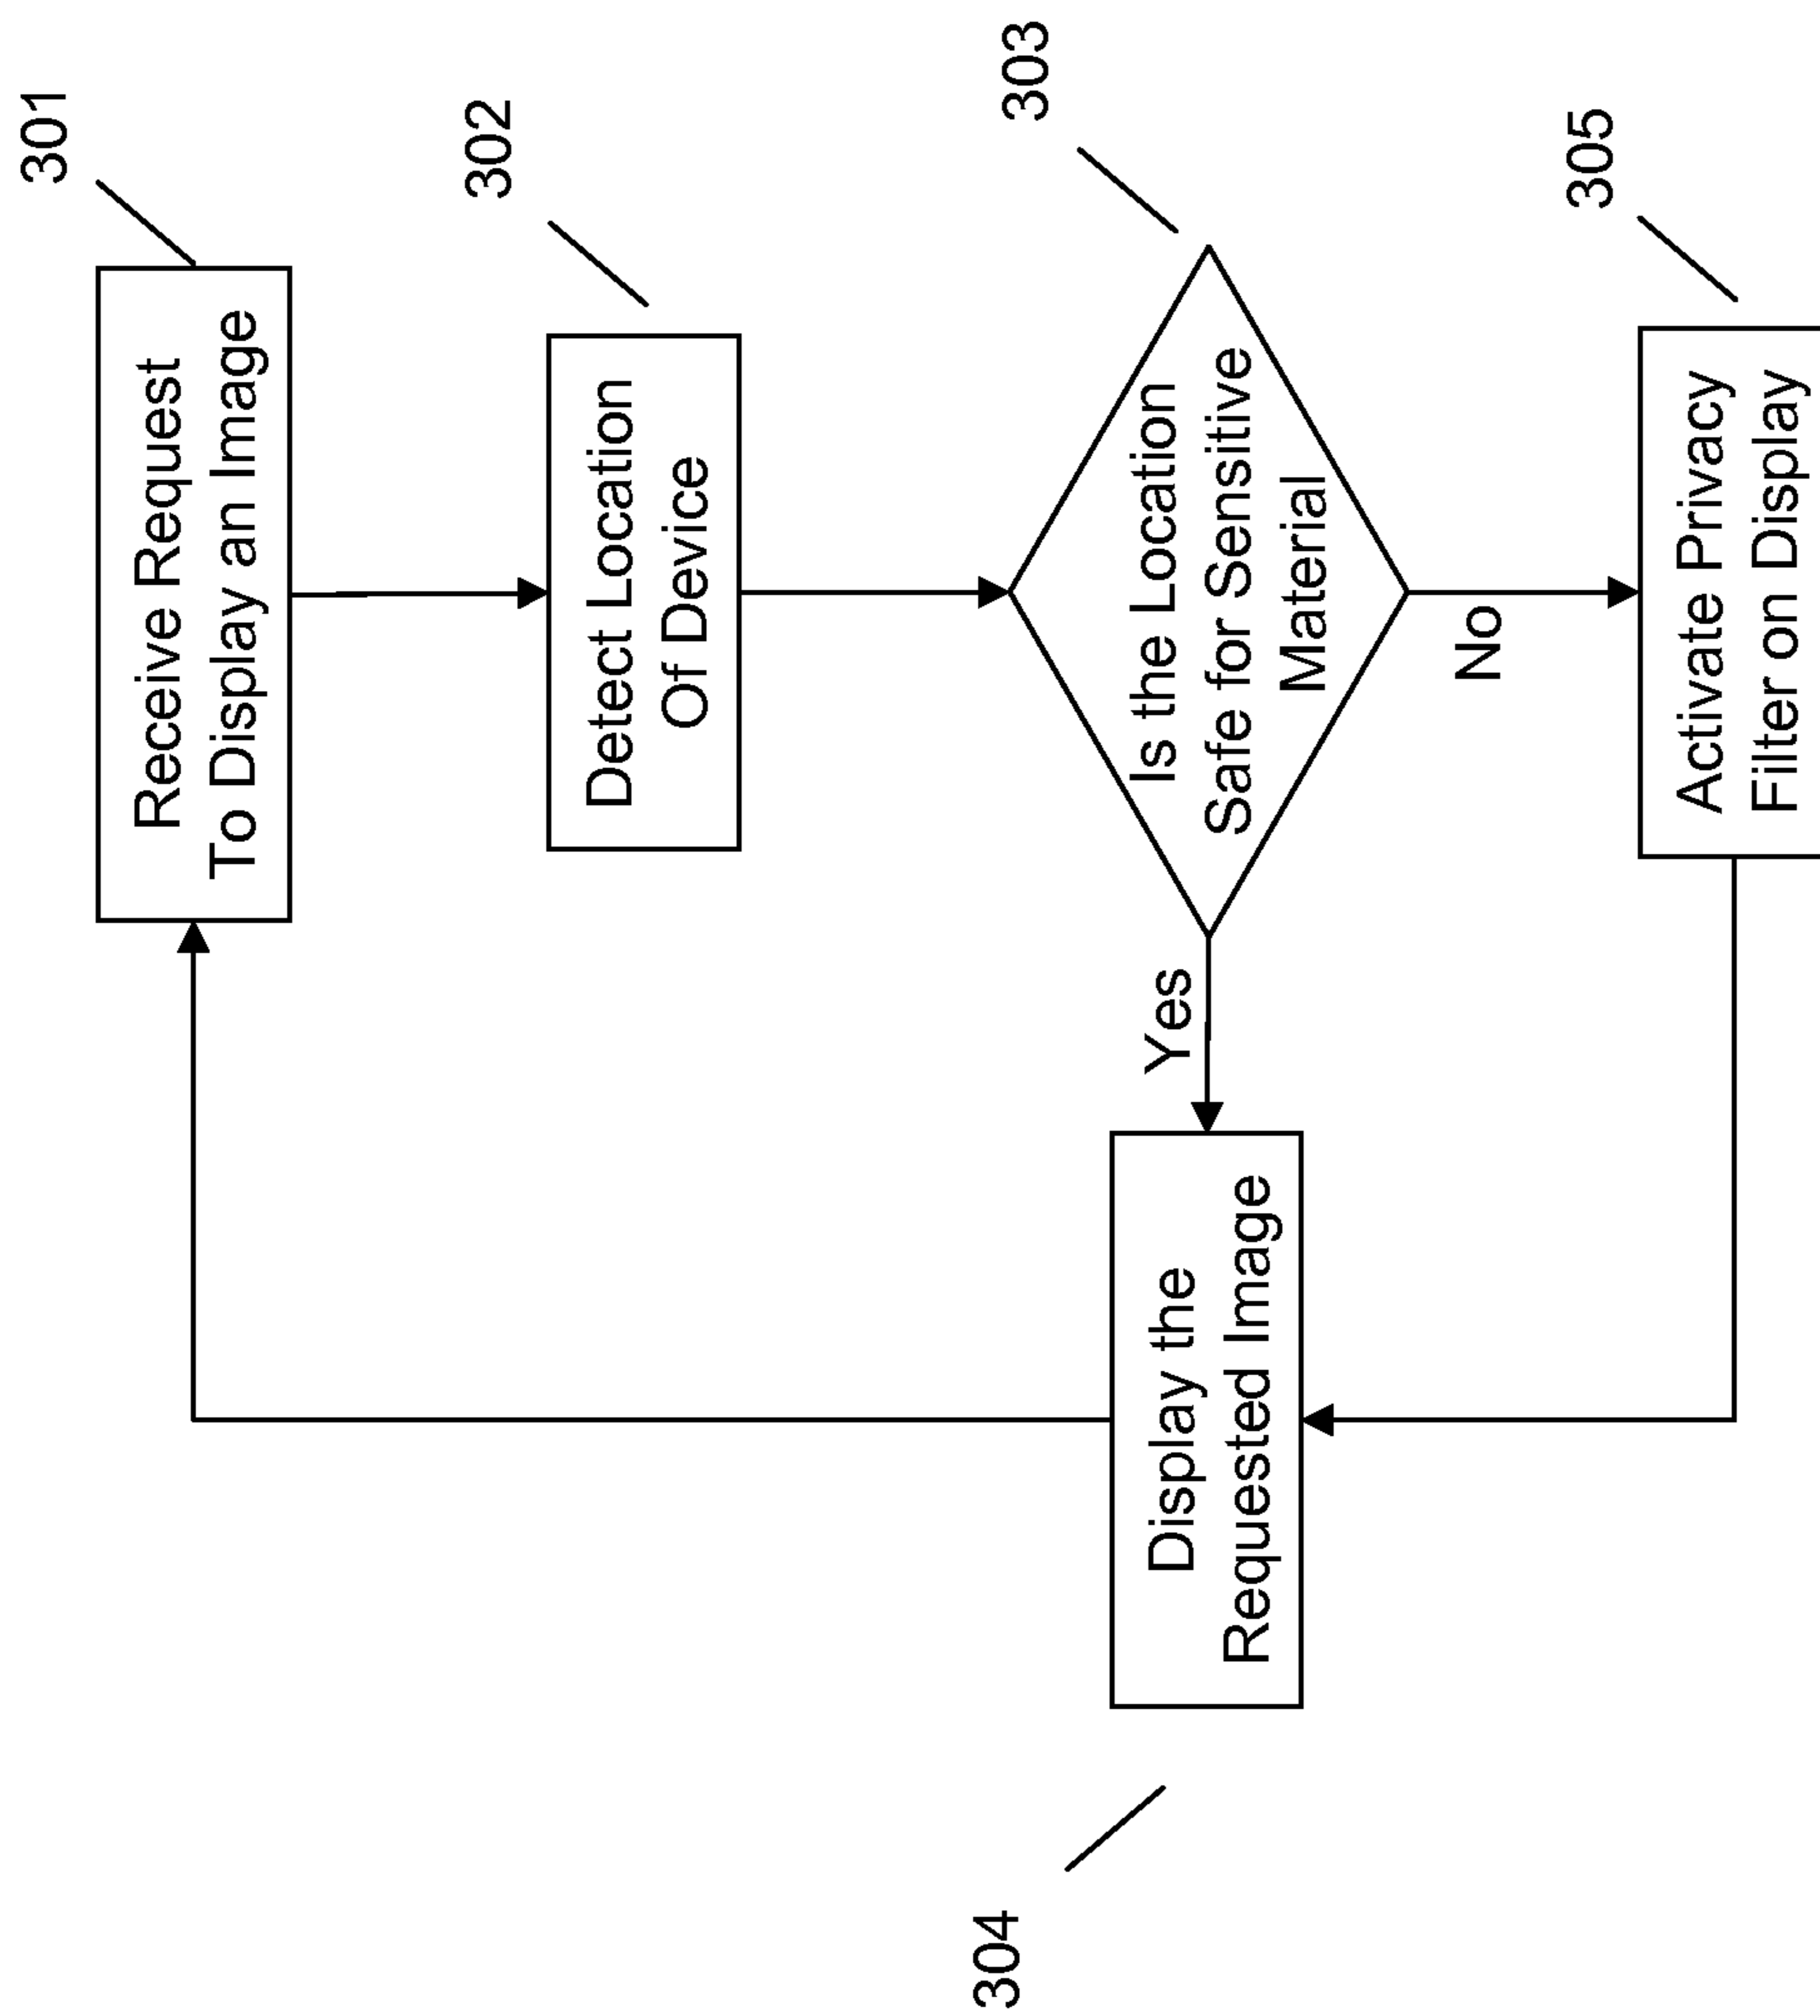 301
Receive Request
To Display an Image
302
Detect Location
Of Device
303
Is the Location
Safe for Sensitive
Material
Yes
No
304
Display the
Requested Image
305
Activate Privacy
Filter on Display